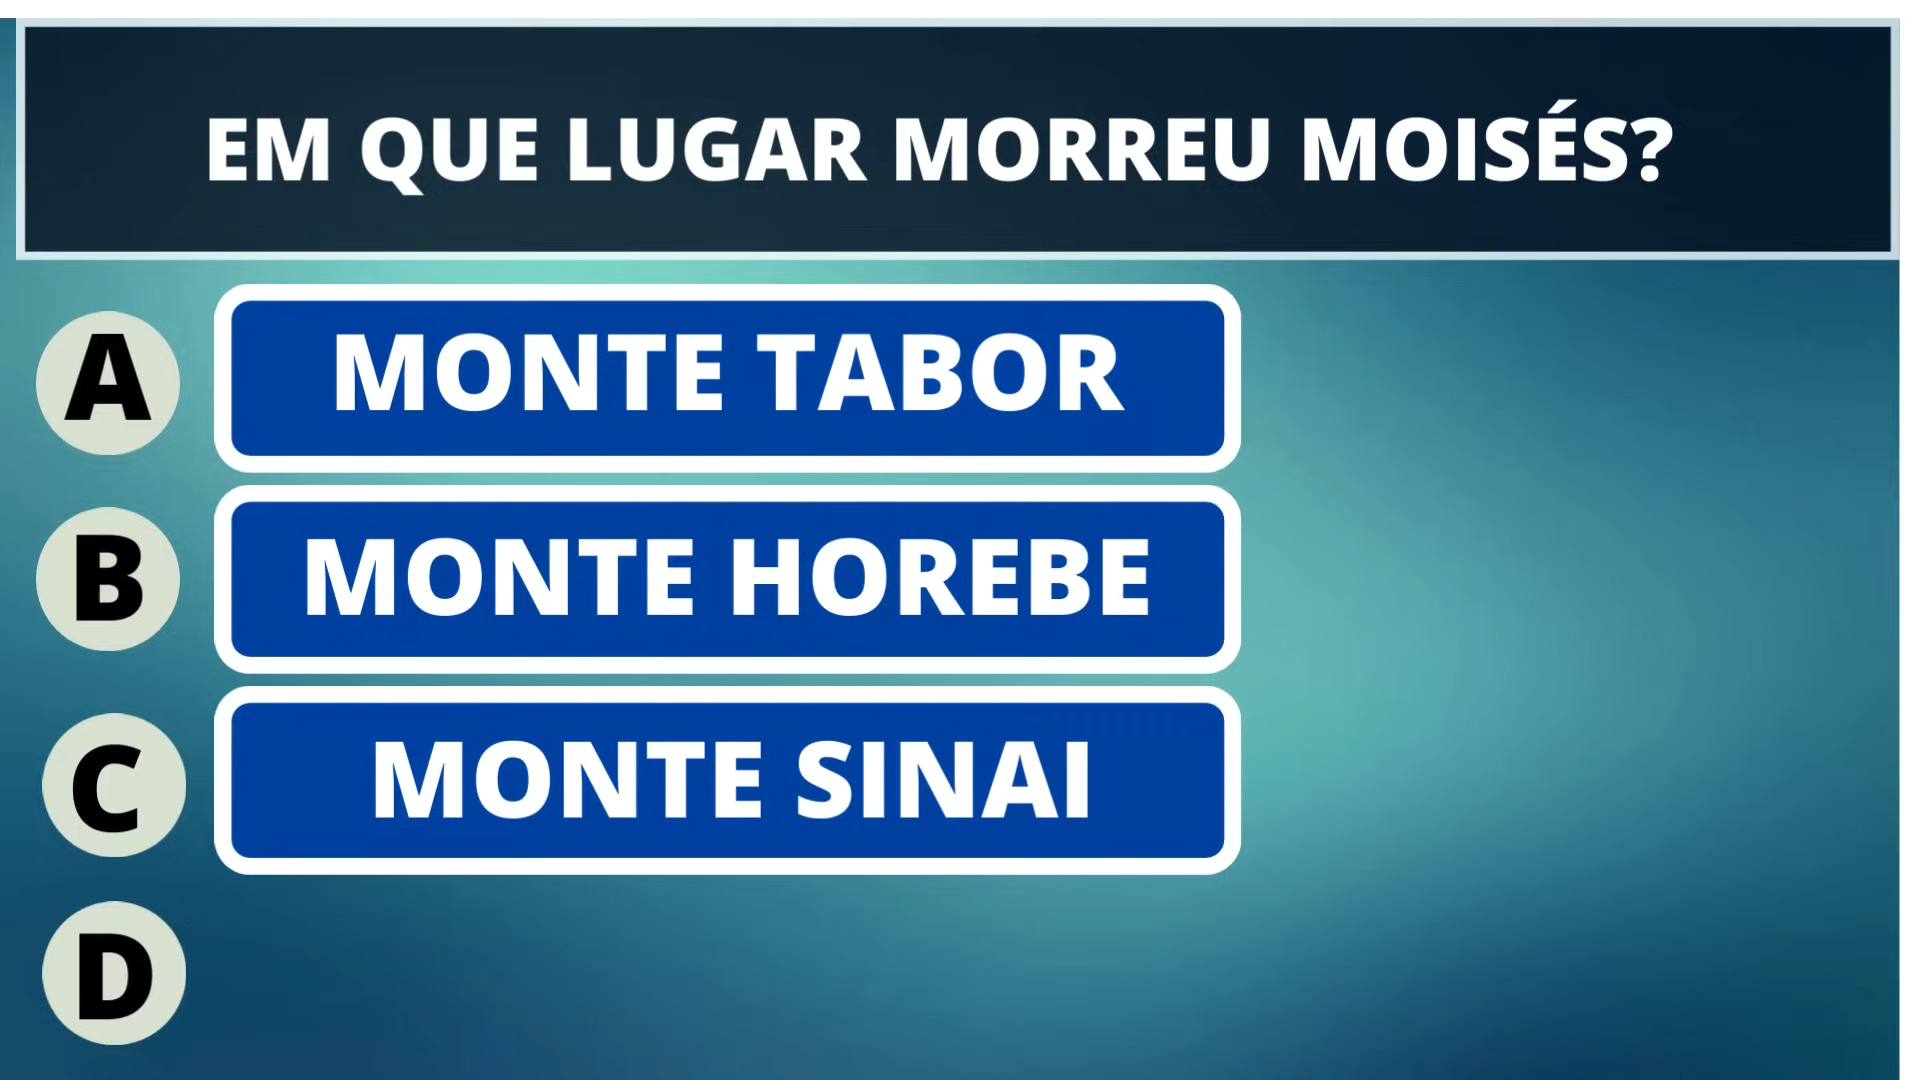 EM QUE LUGAR MORREU MOISÉS?
A MONTE TABOR
B MONTE HOREBE
C MONTE SINAI
D